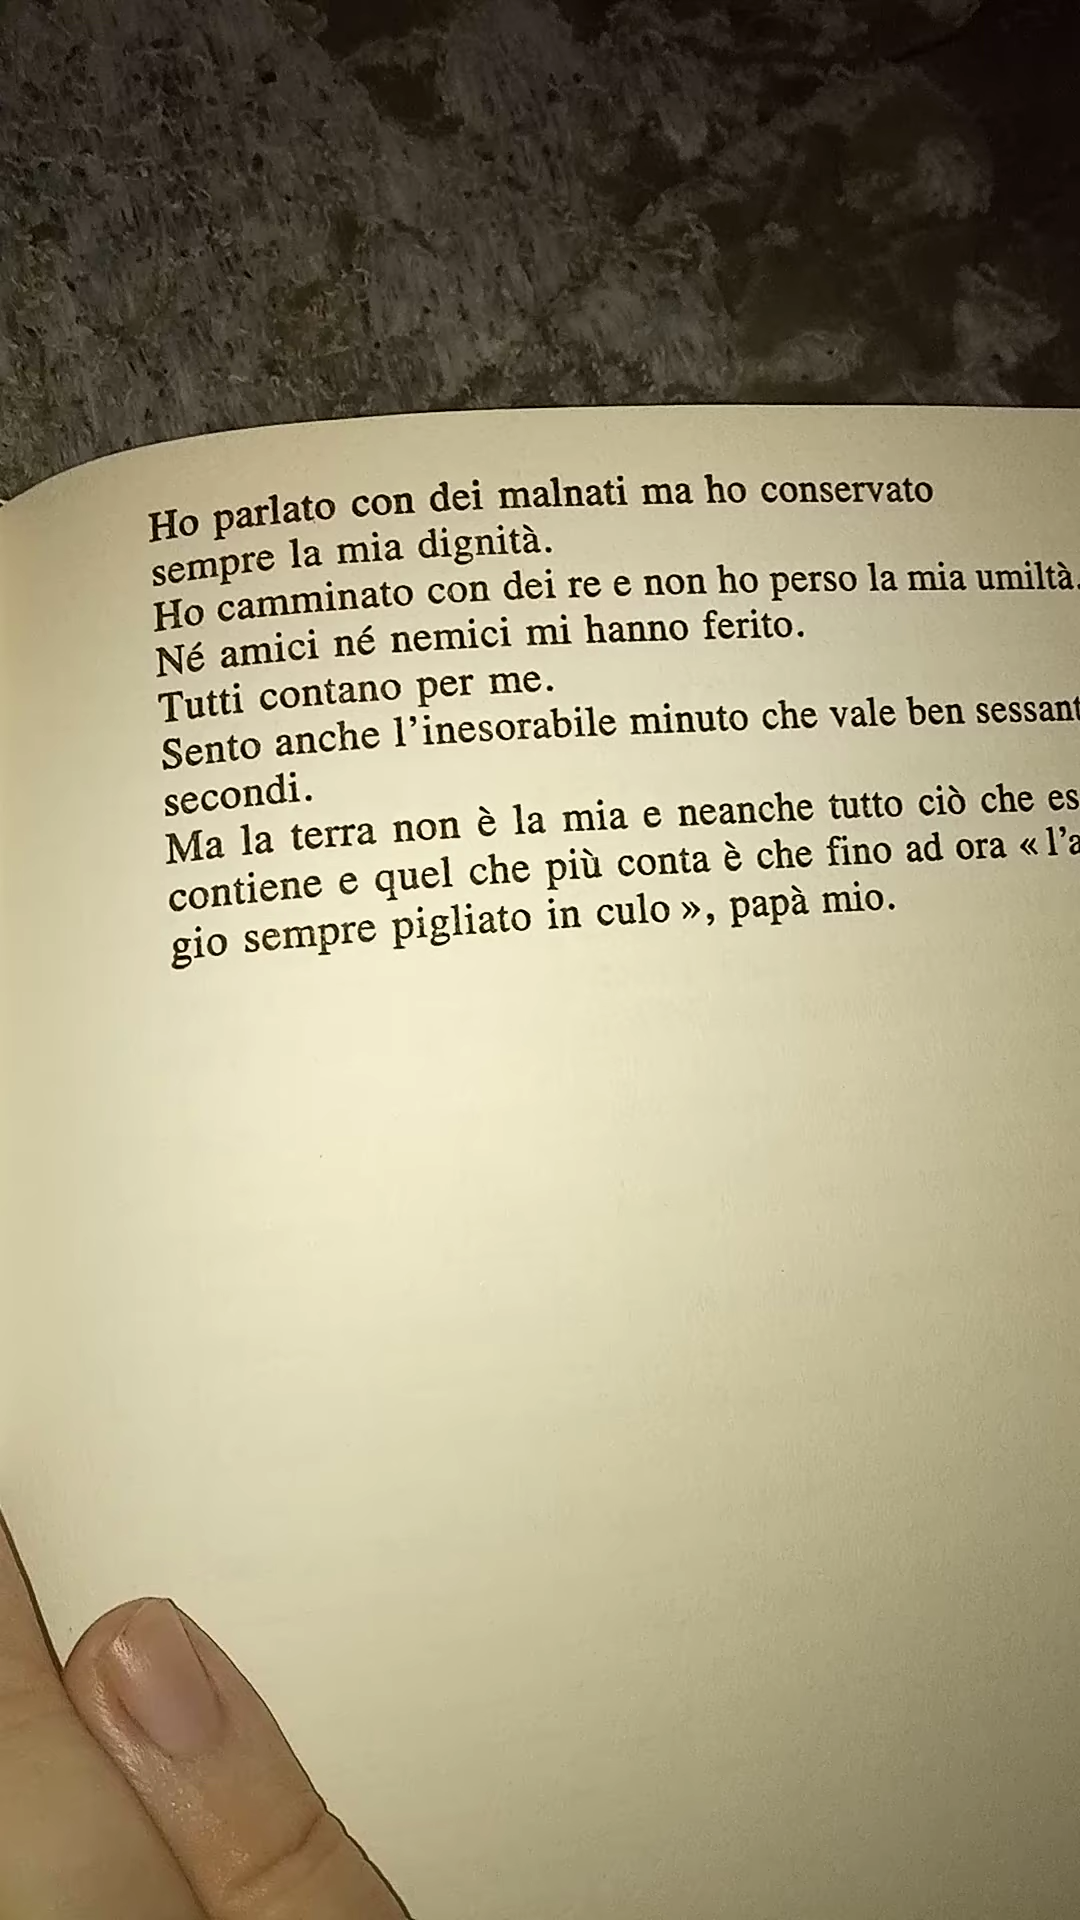 Ho parlato con dei malnati ma ho conservato
sempre la mia dignità.
Ho camminato con dei re e non ho perso la mia umiltà.
Né amici né nemici mi hanno ferito.
Tutti contano per me.
Sento anche l'inesorabile minuto che vale ben sessant
secondi.
Ma la terra non è la mia e neanche tutto ciò che es
contiene e quel che più conta è che fino ad ora « l'a
gio sempre pigliato in culo », papà mio.